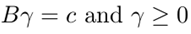 Bγ = c and γ ≥ 0